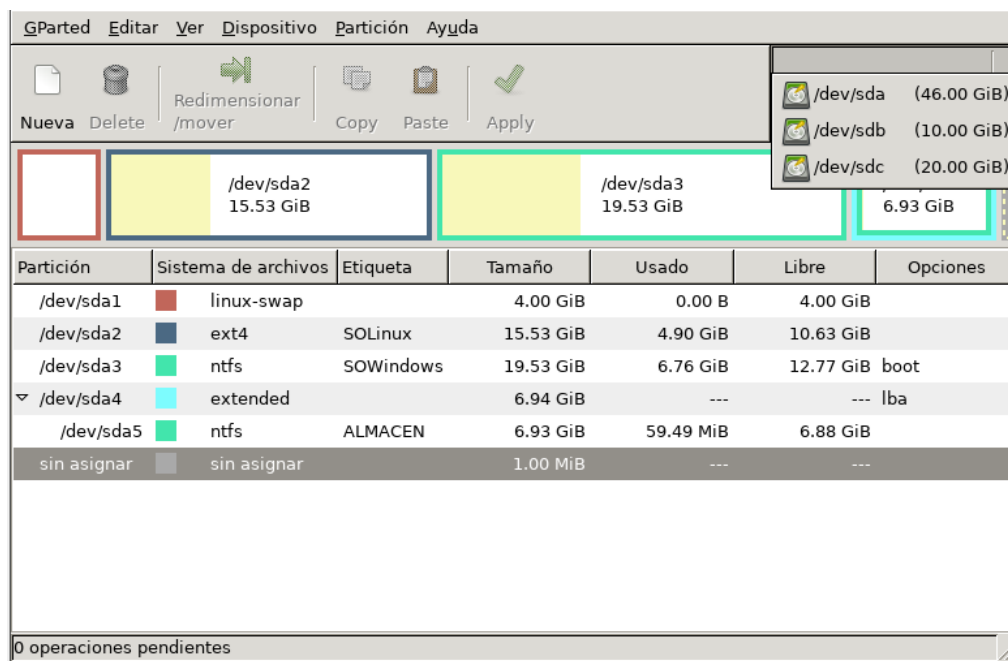 GParted Editar Ver Dispositivo Partición Ayuda
Nueva Delete Redimensionar /mover Copy Paste Apply
/dev/sda (46.00 GiB)
/dev/sdb (10.00 GiB)
/dev/sdc (20.00 GiB)
/dev/sda2
15.53 GiB
/dev/sda3
19.53 GiB
6.93 GiB
Partición Sistema de archivos Etiqueta Tamaño Usado Libre Opciones
/dev/sda1 linux-swap 4.00 GiB 0.00 B 4.00 GiB
/dev/sda2 ext4 SOLinux 15.53 GiB 4.90 GiB 10.63 GiB
/dev/sda3 ntfs SOWindows 19.53 GiB 6.76 GiB 12.77 GiB boot
/dev/sda4 extended 6.94 GiB --- --- lba
/dev/sda5 ntfs ALMACEN 6.93 GiB 59.49 MiB 6.88 GiB
sin asignar sin asignar 1.00 MiB --- ---
0 operaciones pendientes